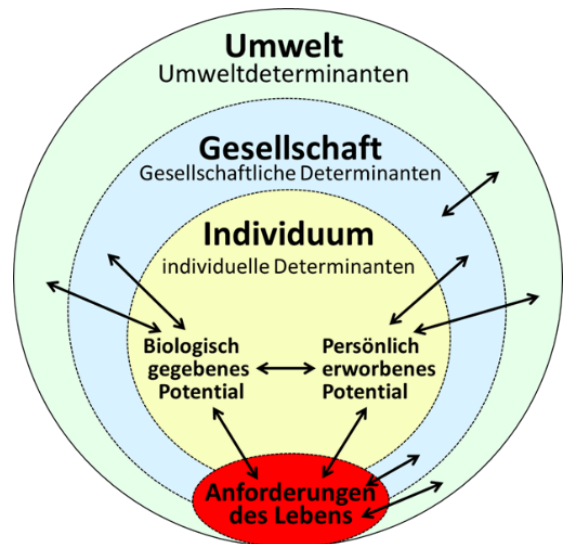 Umwelt
Umweltdeterminanten
Gesellschaft
Gesellschaftliche Determinanten
Individuum
individuelle Determinanten
Biologisch
gegebenes
Potential
Persönlich
erworbenes
Potential
Anforderungen
des Lebens